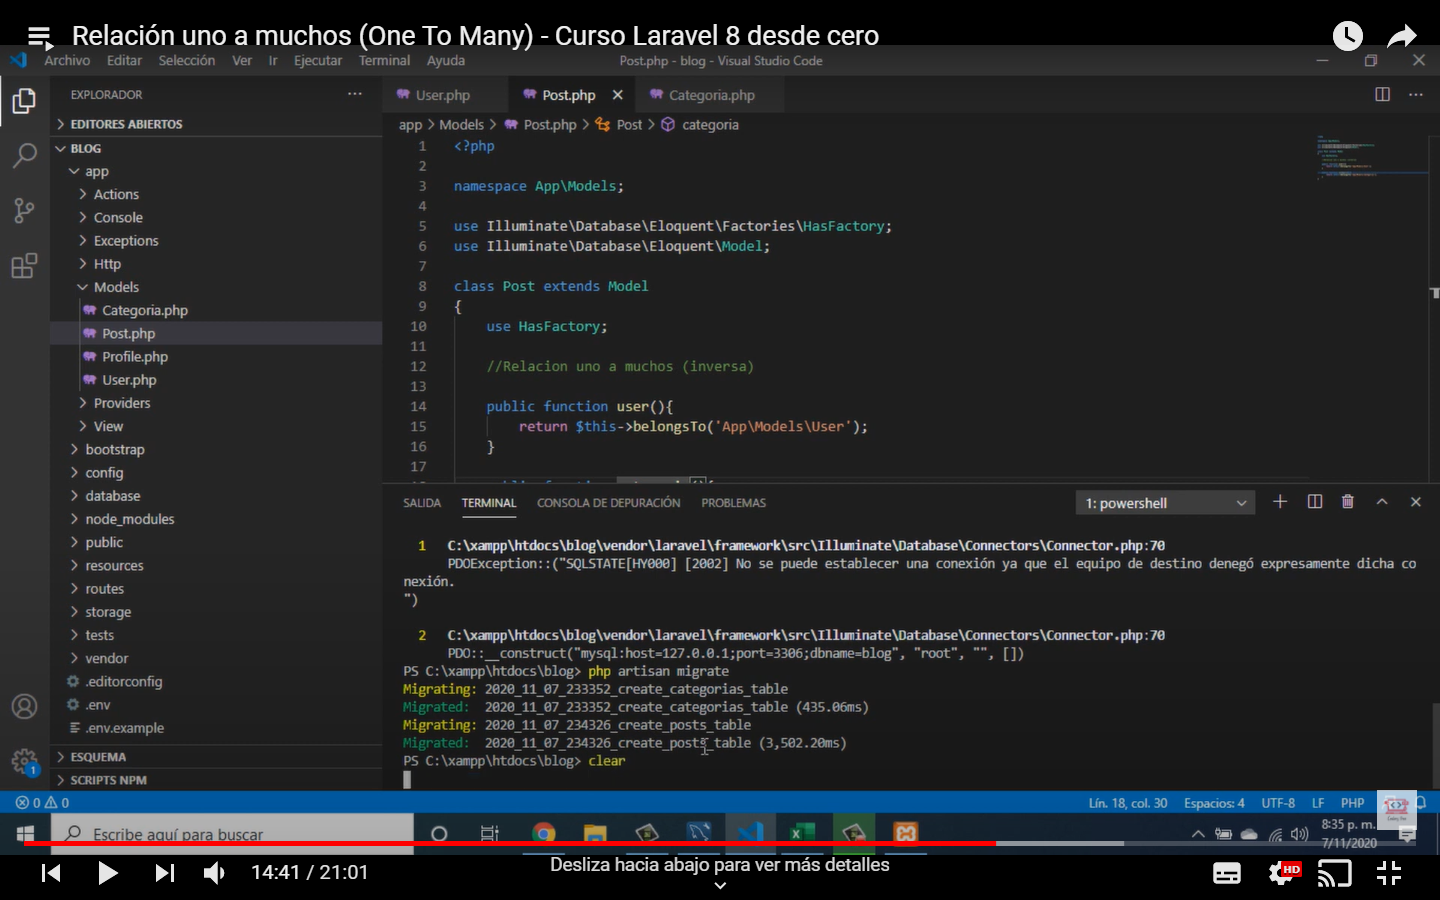 Relación uno a muchos (One To Many) - Curso Laravel 8 desde cero
Archivo Editar Selección Ver Ir Ejecutar Terminal Ayuda
Post.php - blog - Visual Studio Code
EXPLORADOR
EDITORES ABIERTOS
BLOG
app
Actions
Console
Exceptions
Http
Models
Categoria.php
Post.php
Profile.php
User.php
Providers
View
bootstrap
config
database
node_modules
public
resources
routes
storage
tests
vendor
.editorconfig
.env
.env.example
ESQUEMA
SCRIPTS NPM
User.php Post.php Categoria.php
app > Models > Post.php > Post > categoria
1 <?php
2
3 namespace App\Models;
4
5 use Illuminate\Database\Eloquent\Factories\HasFactory;
6 use Illuminate\Database\Eloquent\Model;
7
8 class Post extends Model
9 {
10 use HasFactory;
11
12 //Relacion uno a muchos (inversa)
13
14 public function user(){
15 return $this->belongsTo('App\Models\User');
16 }
17
SALIDA TERMINAL CONSOLA DE DEPURACIÓN PROBLEMAS
1: powershell
1 C:\xampp\htdocs\blog\vendor\laravel\framework\src\Illuminate\Database\Connectors\Connector.php:70
PDOException::("SQLSTATE[HY000] [2002] No se puede establecer una conexión ya que el equipo de destino denegó expresamente dicha co
nexión.
")
2 C:\xampp\htdocs\blog\vendor\laravel\framework\src\Illuminate\Database\Connectors\Connector.php:70
PDO::__construct("mysql:host=127.0.0.1;port=3306;dbname=blog", "root", "", [])
PS C:\xampp\htdocs\blog> php artisan migrate
Migrating: 2020_11_07_233352_create_categorias_table
Migrated: 2020_11_07_233352_create_categorias_table (435.06ms)
Migrating: 2020_11_07_234326_create_posts_table
Migrated: 2020_11_07_234326_create_posts_table (3,502.20ms)
PS C:\xampp\htdocs\blog> clear
1
0 0
Lín. 18, col. 30 Espacios: 4 UTF-8 LF PHP
Escribe aquí para buscar
8:35 p. m.
7/11/2020
14:41 / 21:01
Desliza hacia abajo para ver más detalles
HD